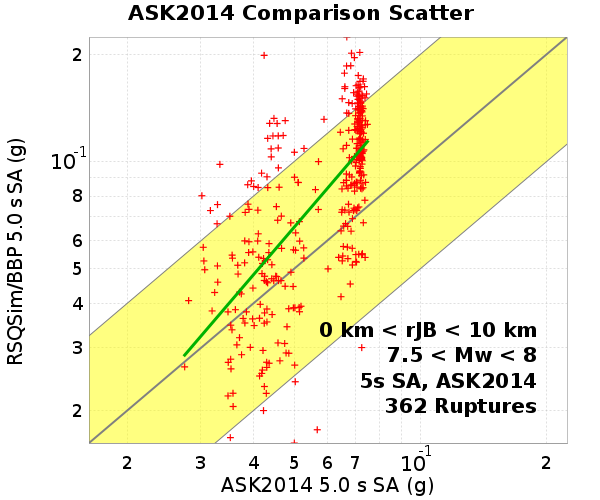 ASK2014 Comparison Scatter
RSQSim/BBP 5.0 s SA (g)
2
10^-1
8
6
5
4
3
2
0 km < rJB < 10 km
7.5 < Mw < 8
5s SA, ASK2014
362 Ruptures
2 3 4 5 6 7 10^-1 2
ASK2014 5.0 s SA (g)